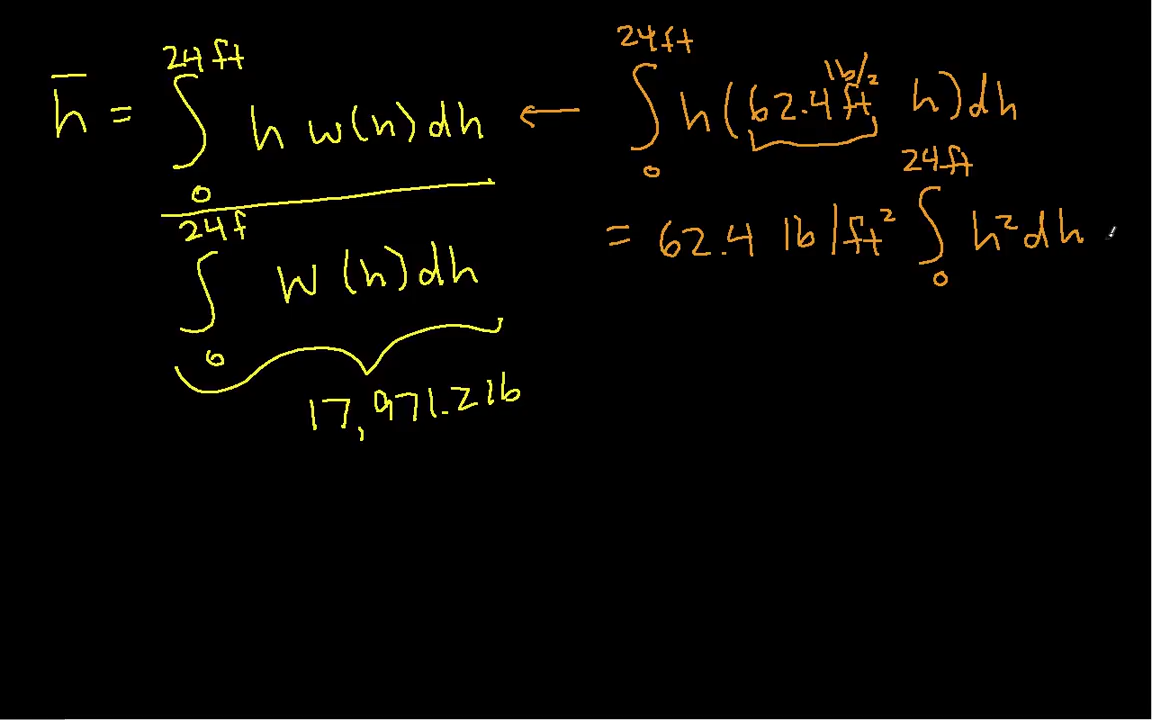 24ft
h̅ = ∫ h w(h) dh ←
0
24f
∫ W (h) dh
0
17,971.2 lb
24ft
∫ h (62.4 lb/ft² h) dh
0
24ft
= 62.4 lb/ft² ∫ h² dh
0